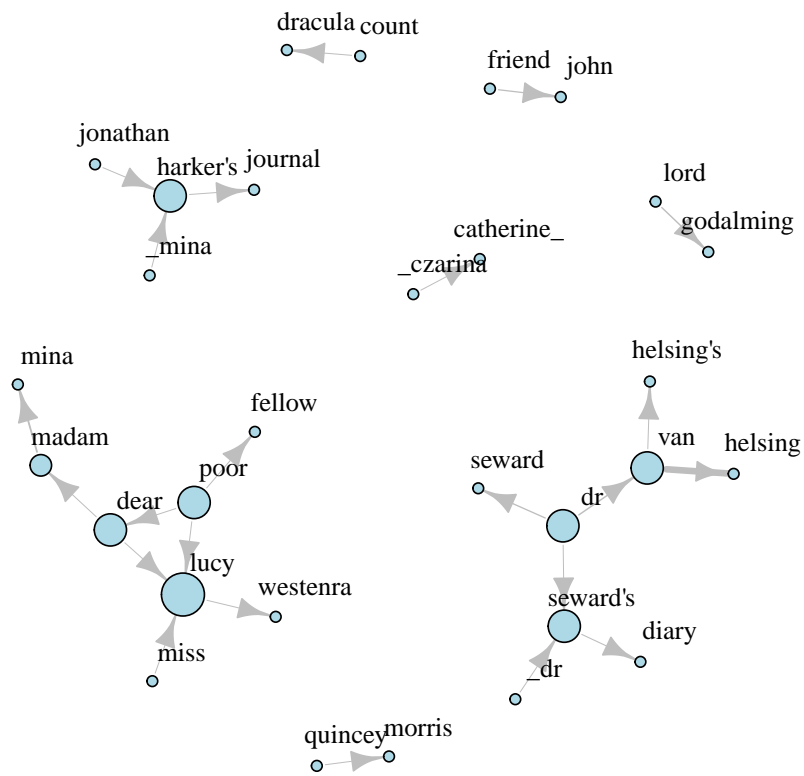 dracula
count
friend
john
jonathan
harker's
journal
lord
_mina
catherine_
godalming
_czarina
mina
helsing's
fellow
madam
van
poor
seward
helsing
dear
dr
lucy
westenra
seward's
diary
miss
_dr
quincey
morris